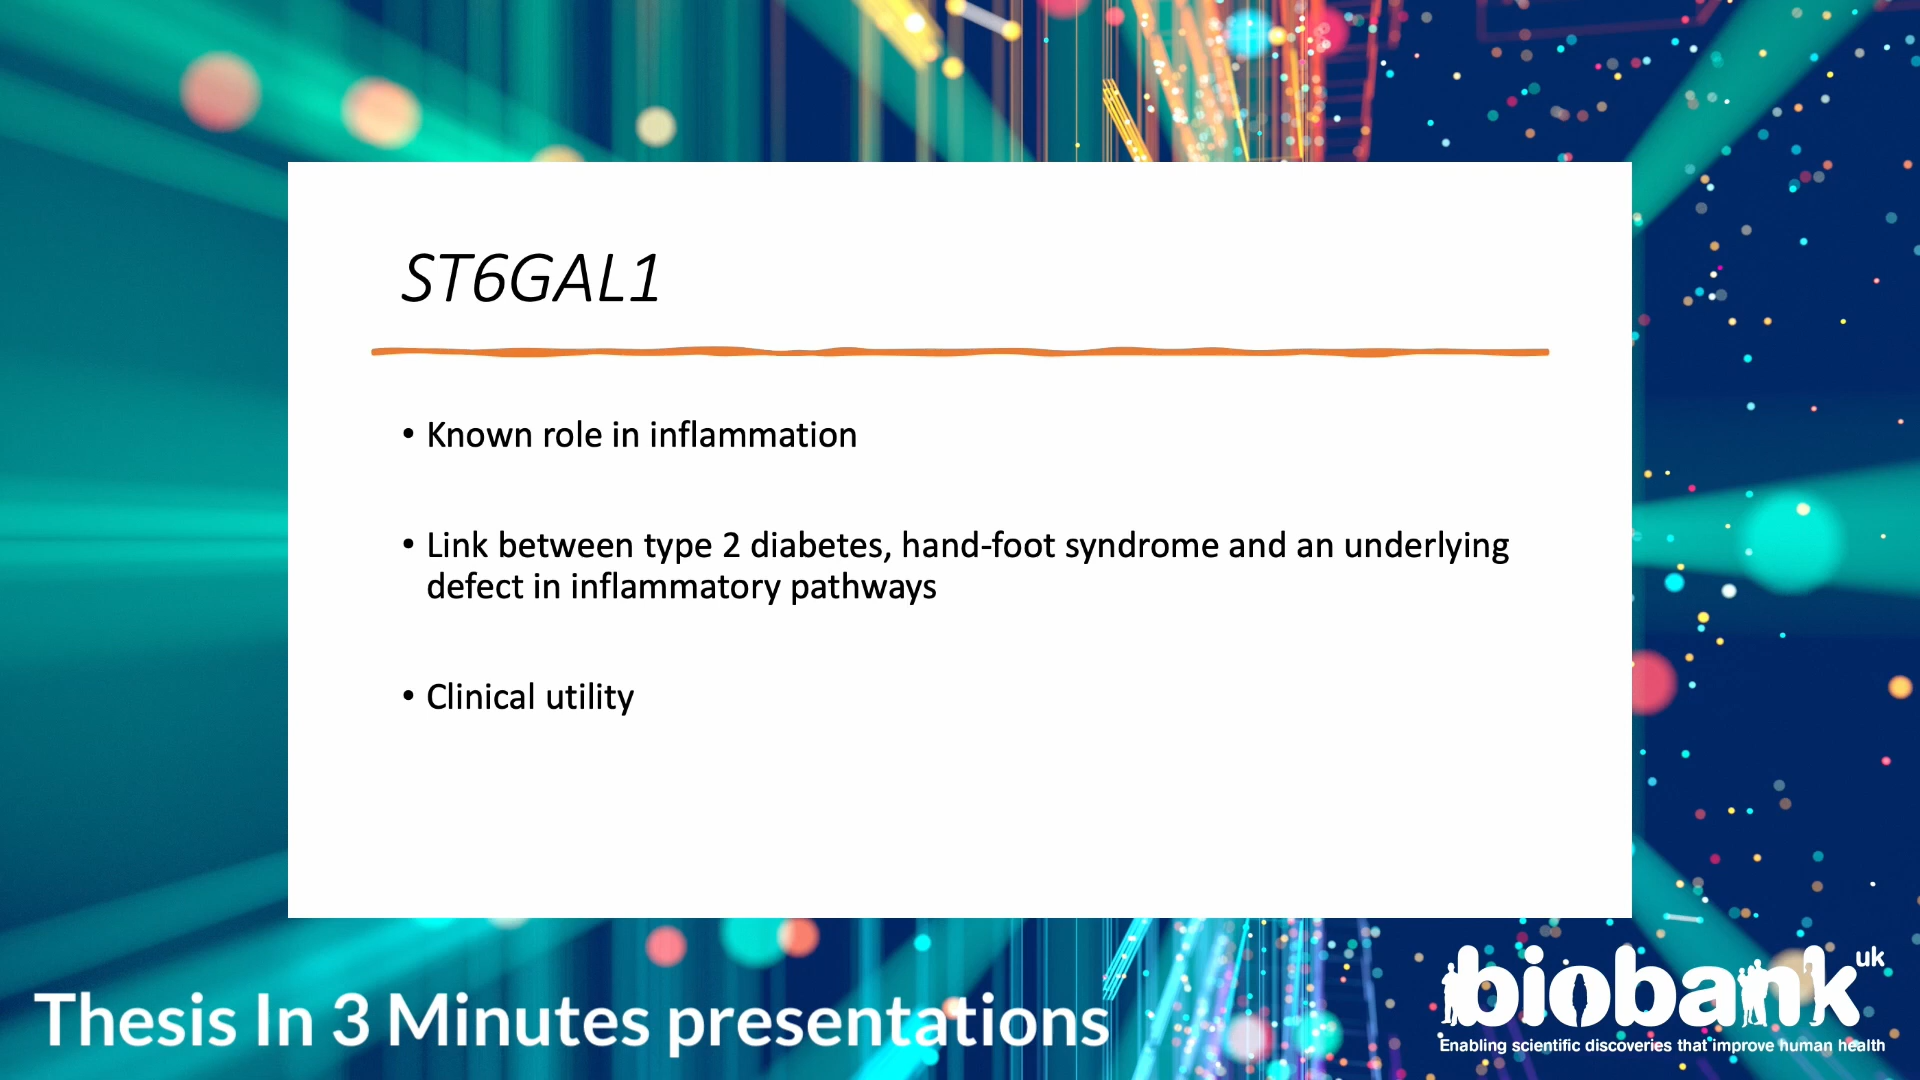 ST6GAL1
• Known role in inflammation
• Link between type 2 diabetes, hand-foot syndrome and an underlying
defect in inflammatory pathways
• Clinical utility
Thesis In 3 Minutes presentations
biobank uk
Enabling scientific discoveries that improve human health